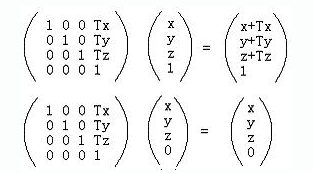 1 0 0 Tx x x+Tx
0 1 0 Ty y = y+Ty
0 0 1 Tz z z+Tz
0 0 0 1 1 1
1 0 0 Tx x x
0 1 0 Ty y = y
0 0 1 Tz z z
0 0 0 1 0 0